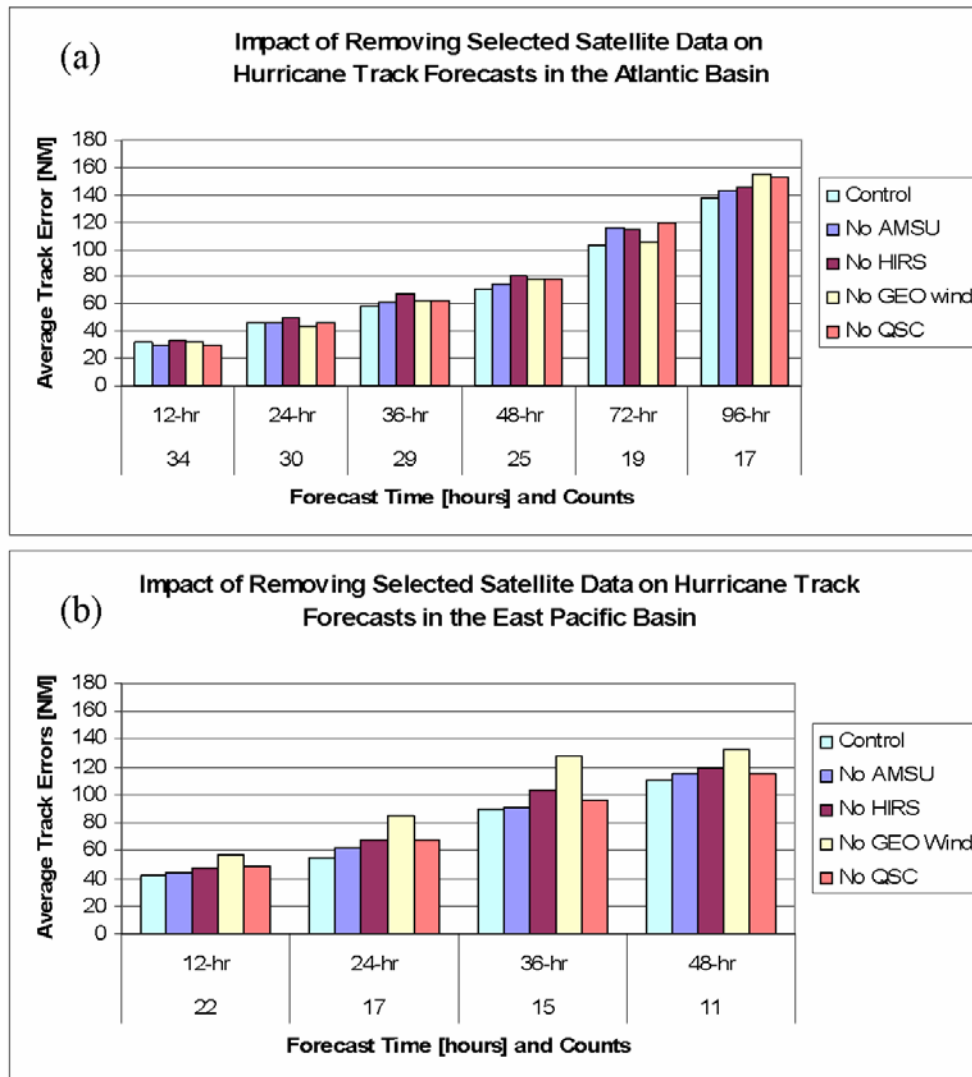 (a)
Impact of Removing Selected Satellite Data on
Hurricane Track Forecasts in the Atlantic Basin
Average Track Error [NM]
180
160
140
120
100
80
60
40
20
0
12-hr 24-hr 36-hr 48-hr 72-hr 96-hr
34 30 29 25 19 17
Forecast Time [hours] and Counts
Control
No AMSU
No HIRS
No GEO wind
No QSC
(b)
Impact of Removing Selected Satellite Data on Hurricane Track
Forecasts in the East Pacific Basin
Average Track Errors [NM]
180
160
140
120
100
80
60
40
20
0
12-hr 24-hr 36-hr 48-hr
22 17 15 11
Forecast Time [hours] and Counts
Control
No AMSU
No HIRS
No GEO Wind
No QSC